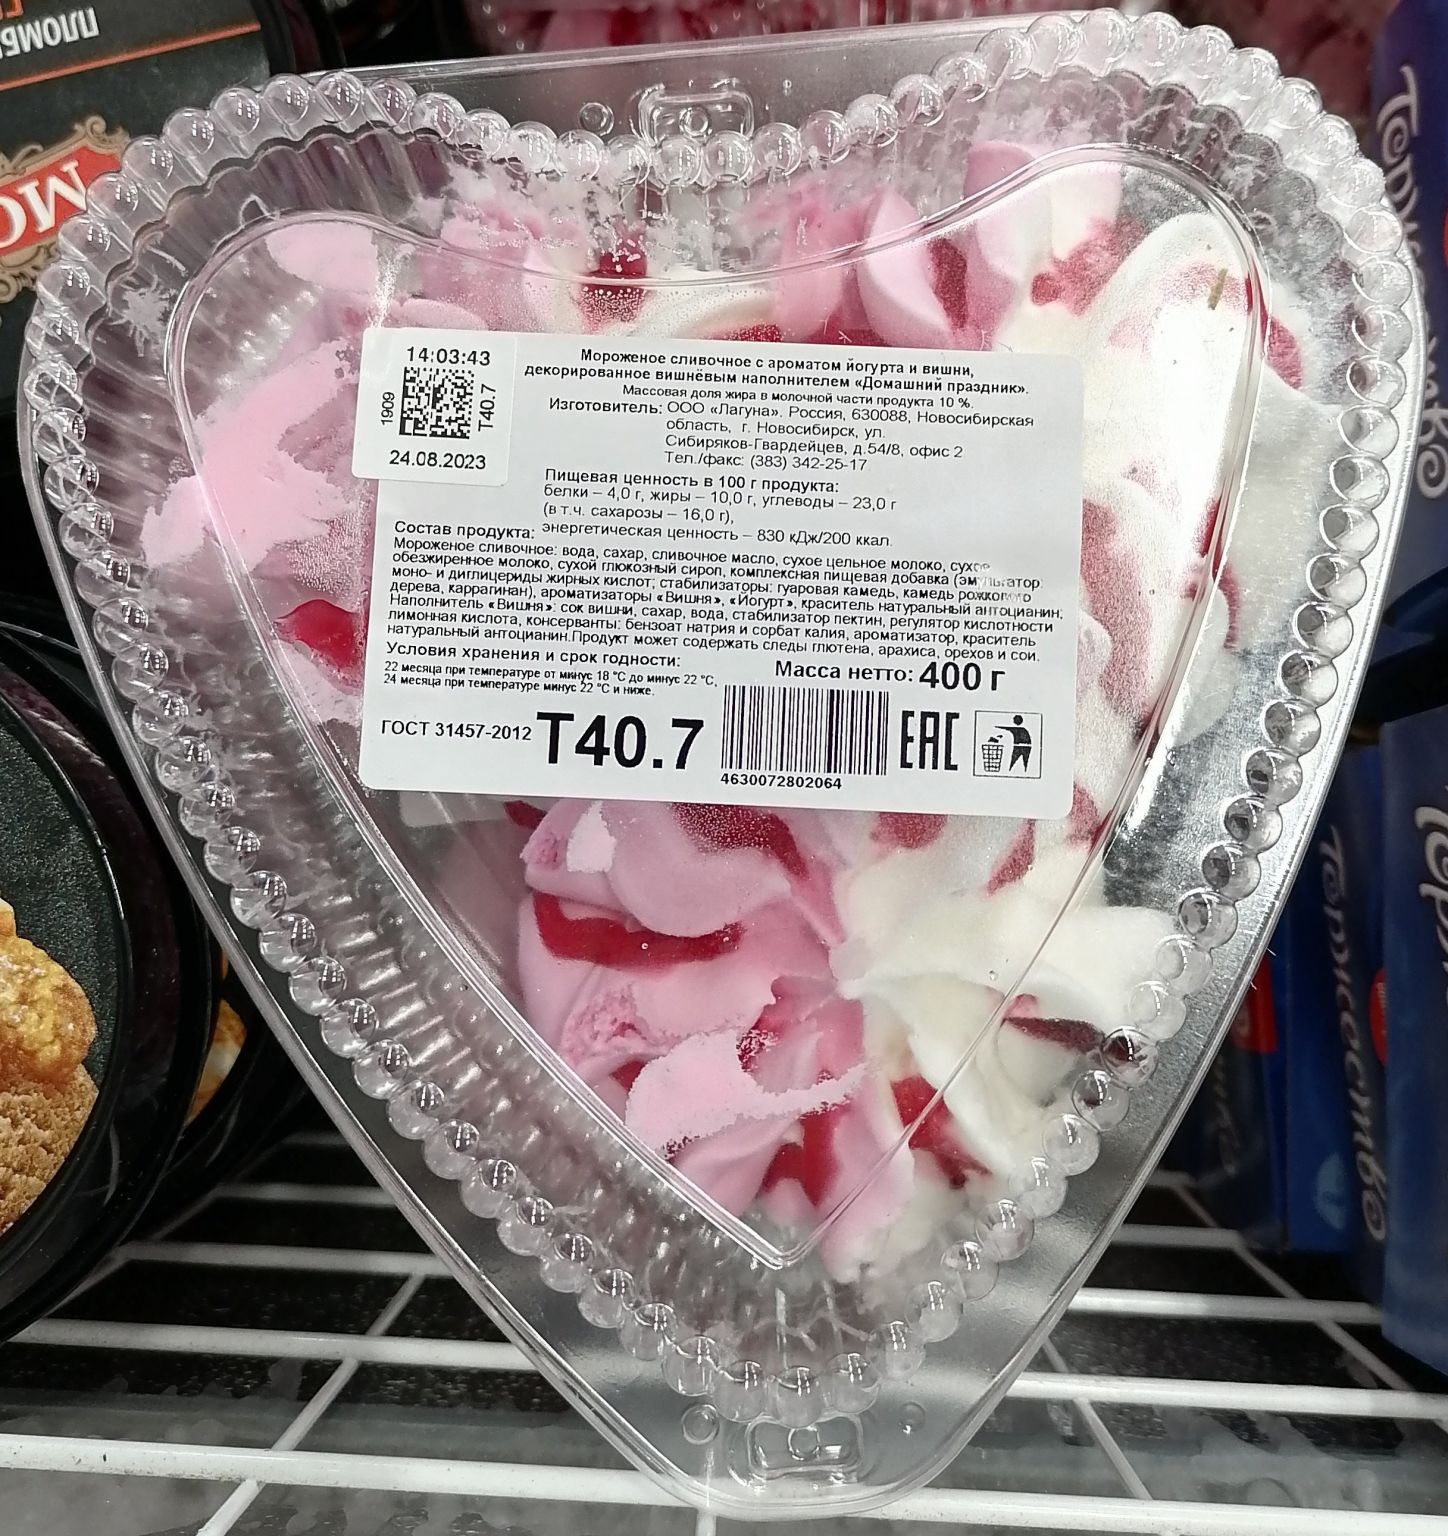 ПЛОМБ
МО
14:03:43
1909
T40.7
24.08.2023
Мороженое сливочное с ароматом йогурта и вишни,
декорированное вишнёвым наполнителем «Домашний праздник».
Массовая доля жира в молочной части продукта 10 %.
Изготовитель: ООО «Лагуна». Россия, 630088, Новосибирская
область, г. Новосибирск, ул.
Сибиряков-Гвардейцев, д.54/8, офис 2
Тел./факс: (383) 342-25-17
Пищевая ценность в 100 г продукта:
белки – 4,0 г, жиры – 10,0 г, углеводы – 23,0 г
(в т.ч. сахарозы – 16,0 г),
энергетическая ценность – 830 кДж/200 ккал.
Состав продукта:
Мороженое сливочное: вода, сахар, сливочное масло, сухое цельное молоко, сухое
обезжиренное молоко, сухой глюкозный сироп, комплексная пищевая добавка (эмульгатор:
моно- и диглицериды жирных кислот; стабилизаторы: гуаровая камедь, камедь рожкового
дерева, каррагинан), ароматизаторы «Вишня», «Йогурт», краситель натуральный антоцианин;
Наполнитель «Вишня»: сок вишни, сахар, вода, стабилизатор пектин, регулятор кислотности
лимонная кислота, консерванты: бензоат натрия и сорбат калия, ароматизатор, краситель
натуральный антоцианин.Продукт может содержать следы глютена, арахиса, орехов и сои.
Условия хранения и срок годности:
22 месяца при температуре от минус 18 °С до минус 22 °С,
24 месяца при температуре минус 22 °С и ниже.
Масса нетто: 400 г
ГОСТ 31457-2012
T40.7
4630072802064
EAC
Торжество